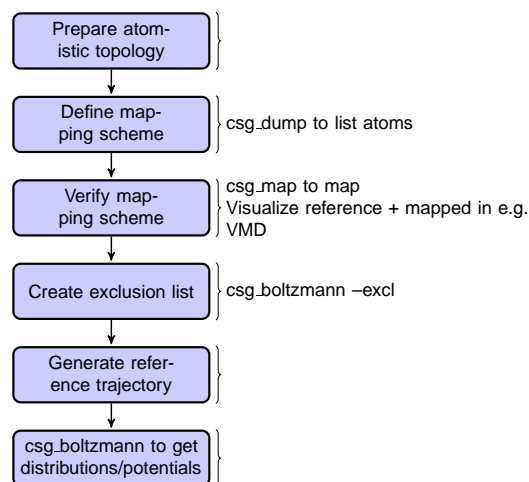 Prepare atom-
istic topology
Define map-
ping scheme
csg_dump to list atoms
Verify map-
ping scheme
csg_map to map
Visualize reference + mapped in e.g.
VMD
Create exclusion list
csg_boltzmann –excl
Generate refer-
ence trajectory
csg_boltzmann to get
distributions/potentials